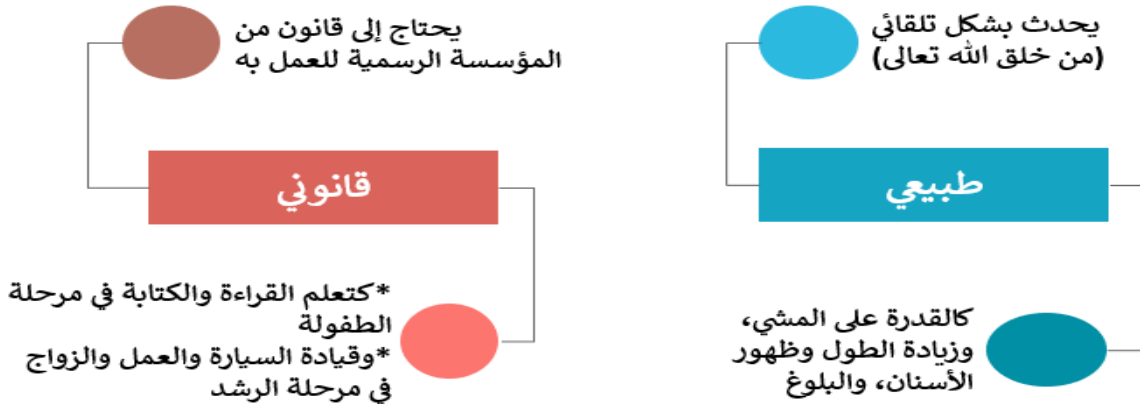 يحدث بشكل تلقائي
(من خلق الله تعالى)
طبيعي
كالقدرة على المشي،
وزيادة الطول وظهور
الأسنان، والبلوغ
يحتاج إلى قانون من
المؤسسة الرسمية للعمل به
قانوني
*كتعلم القراءة والكتابة في مرحلة
الطفولة
*وقيادة السيارة والعمل والزواج
في مرحلة الرشد